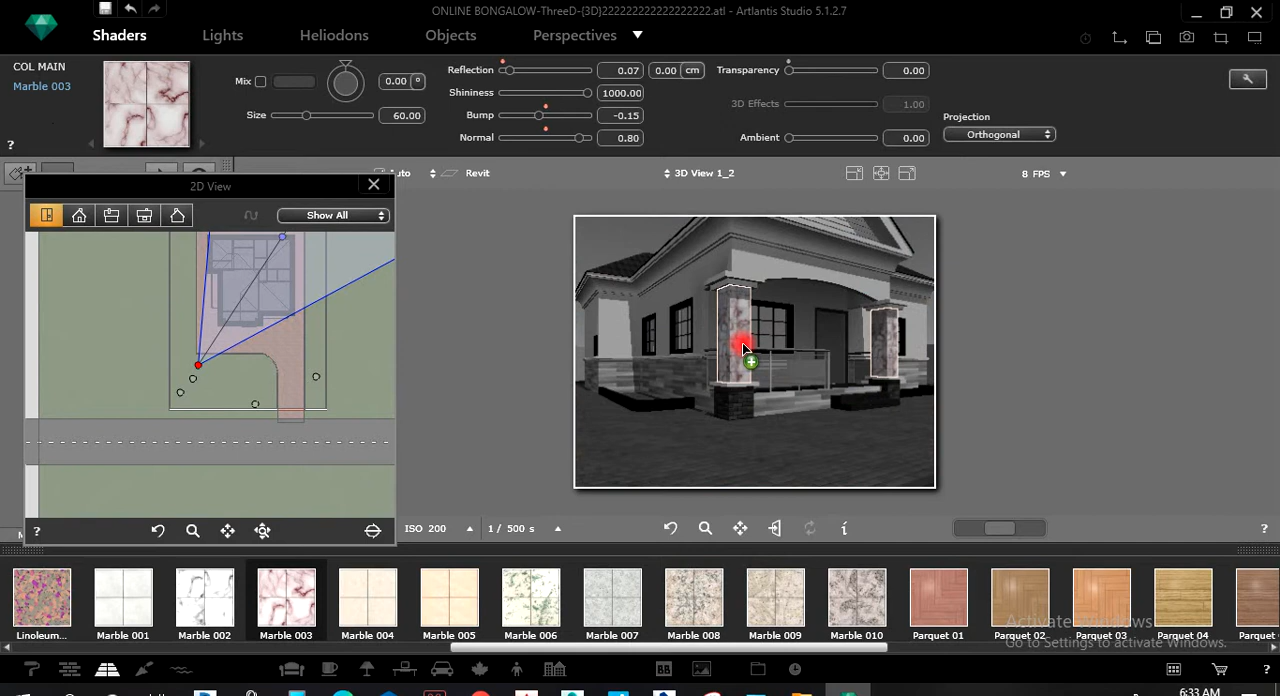 ONLINE BONGALOW-ThreeD-{3D}222222222222222222.atl - Artlantis Studio 5.1.2.7
Shaders
Lights
Heliodons
Objects
Perspectives
COL MAIN
Marble 003
Mix
0.00 °
Size
60.00
Reflection
0.07
0.00 cm
Shininess
1000.00
Bump
-0.15
Normal
0.80
Transparency
0.00
3D Effects
1.00
Ambient
0.00
Projection
Orthogonal
?
2D View
uto
Revit
3D View 1_2
8 FPS
Show All
?
ISO 200
1 / 500 s
i
?
Linoleum...
Marble 001
Marble 002
Marble 003
Marble 004
Marble 005
Marble 006
Marble 007
Marble 008
Marble 009
Marble 010
Parquet 01
Parquet 02
Parquet 03
Parquet 04
Parquet
Activate Windows
Go to Settings to activate Windows.
BB
?
6:33 AM